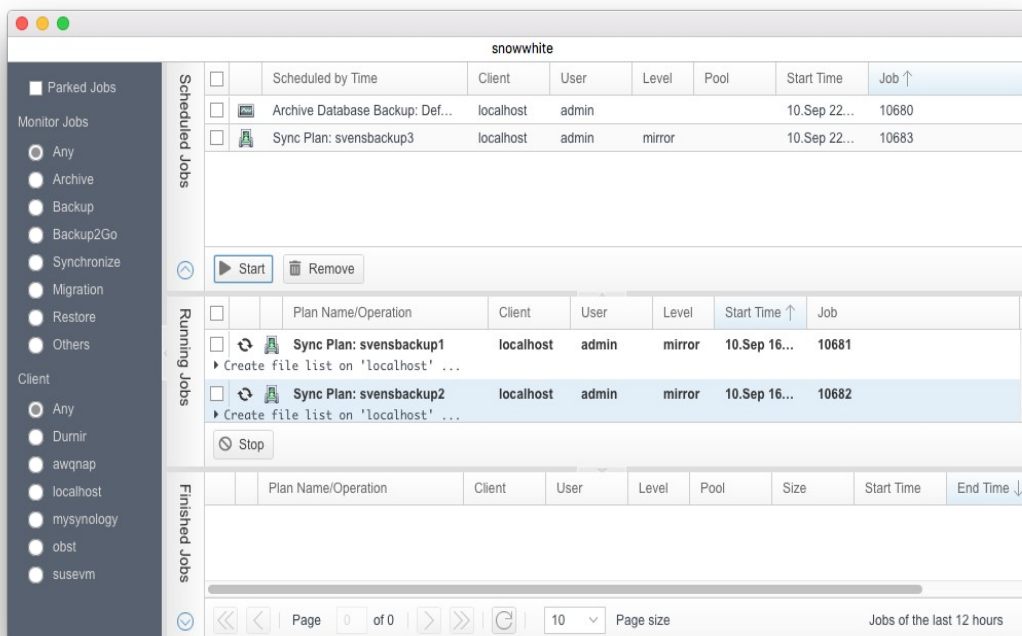 snowwhite
Parked Jobs
Monitor Jobs
Any
Archive
Backup
Backup2Go
Synchronize
Migration
Restore
Others
Client
Any
Durnir
awqnap
localhost
mysynology
obst
susevm
Scheduled Jobs
Scheduled by Time Client User Level Pool Start Time Job ↑
Archive Database Backup: Def... localhost admin 10.Sep 22... 10680
Sync Plan: svensbackup3 localhost admin mirror 10.Sep 22... 10683
Start Remove
Running Jobs
Plan Name/Operation Client User Level Start Time ↑ Job
Sync Plan: svensbackup1 localhost admin mirror 10.Sep 16... 10681
Create file list on 'localhost' ...
Sync Plan: svensbackup2 localhost admin mirror 10.Sep 16... 10682
Create file list on 'localhost' ...
Stop
Finished Jobs
Plan Name/Operation Client User Level Pool Size Start Time End Time ↓
Page 0 of 0 10 Page size Jobs of the last 12 hours